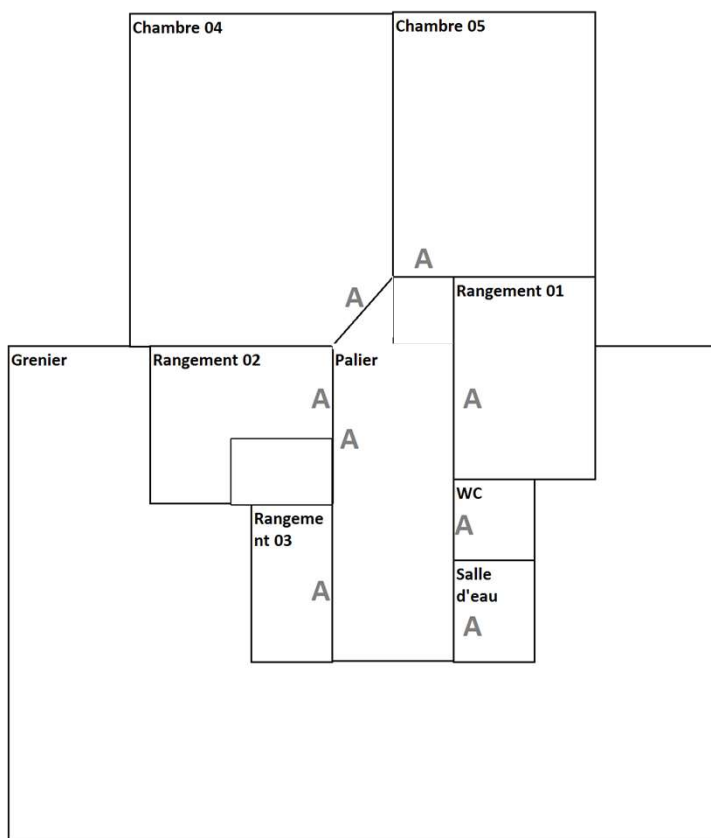 Chambre 04
Chambre 05
A
A
Rangement 01
Grenier
Rangement 02
Palier
A
A
A
WC
Rangeme
nt 03
A
Salle
d'eau
A
A